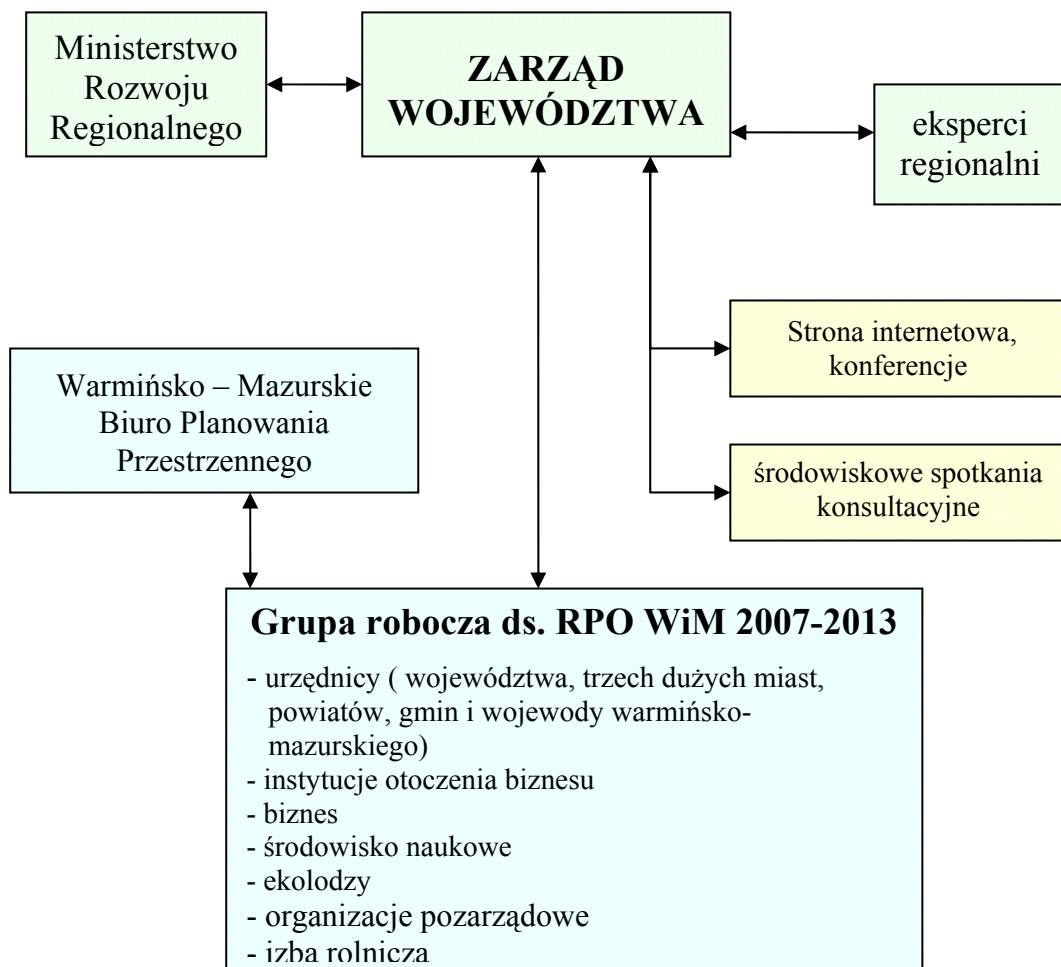 Ministerstwo
Rozwoju
Regionalnego
ZARZĄD
WOJEWÓDZTWA
eksperci
regionalni
Strona internetowa,
konferencje
Warmińsko – Mazurskie
Biuro Planowania
Przestrzennego
środowiskowe spotkania
konsultacyjne
Grupa robocza ds. RPO WiM 2007-2013
- urzędnicy ( województwa, trzech dużych miast,
powiatów, gmin i wojewody warmińsko-
mazurskiego)
- instytucje otoczenia biznesu
- biznes
- środowisko naukowe
- ekolodzy
- organizacje pozarządowe
- izba rolnicza